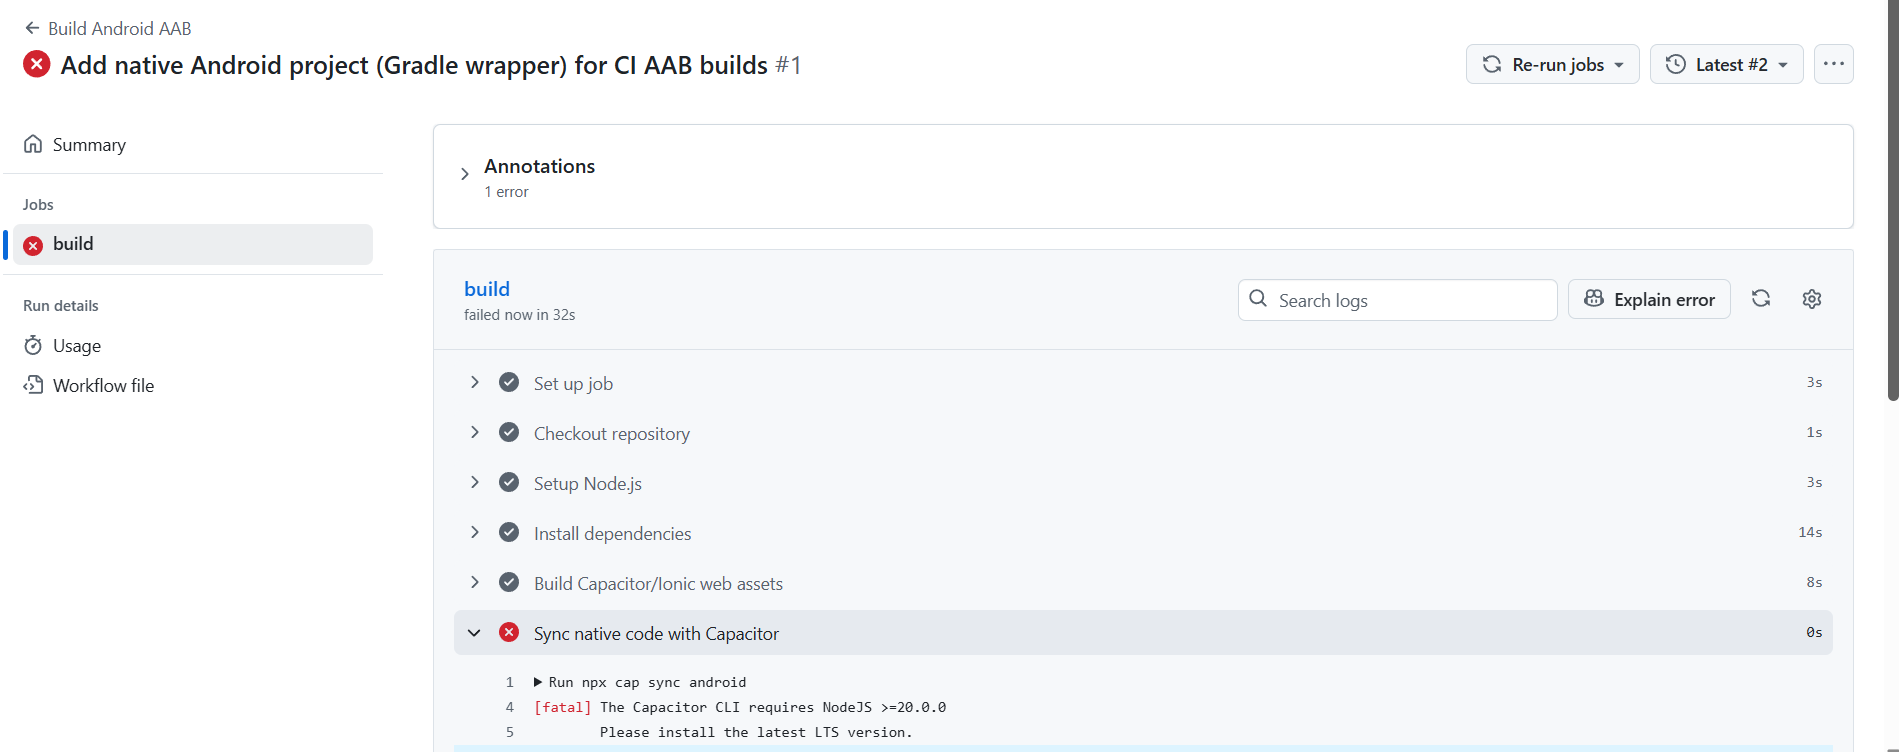 Build Android AAB
Add native Android project (Gradle wrapper) for CI AAB builds #1
Re-run jobs
Latest #2
Summary
Jobs
build
Run details
Usage
Workflow file
Annotations
1 error
build
failed now in 32s
Search logs
Explain error
Set up job 3s
Checkout repository 1s
Setup Node.js 3s
Install dependencies 14s
Build Capacitor/Ionic web assets 8s
Sync native code with Capacitor 0s
1 Run npx cap sync android
4 [fatal] The Capacitor CLI requires NodeJS >=20.0.0
5 Please install the latest LTS version.